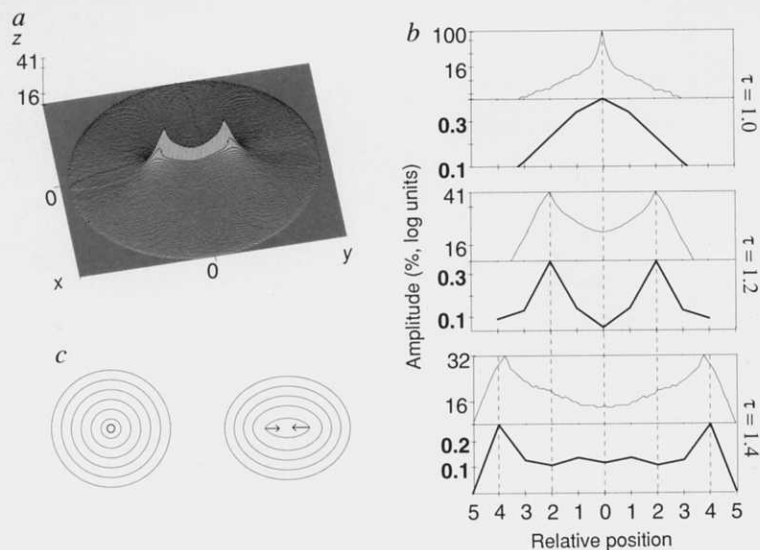 a
z
41
16
0
x
0
y
b
100
16
0.3
0.1
τ = 1.0
41
16
0.3
0.1
τ = 1.2
32
16
0.2
0.1
τ = 1.4
Amplitude (%, log units)
5 4 3 2 1 0 1 2 3 4 5
Relative position
c